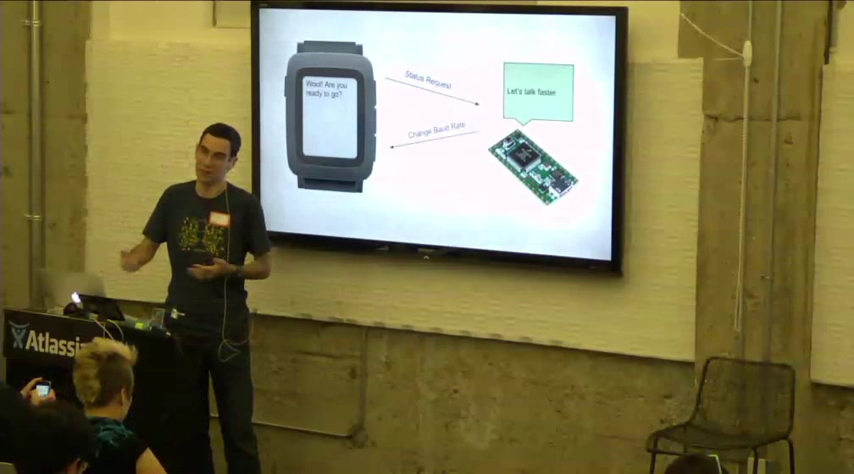 Woof! Are you
ready to go?
Status Request
Let's talk faster
Change Baud Rate
Atlassi